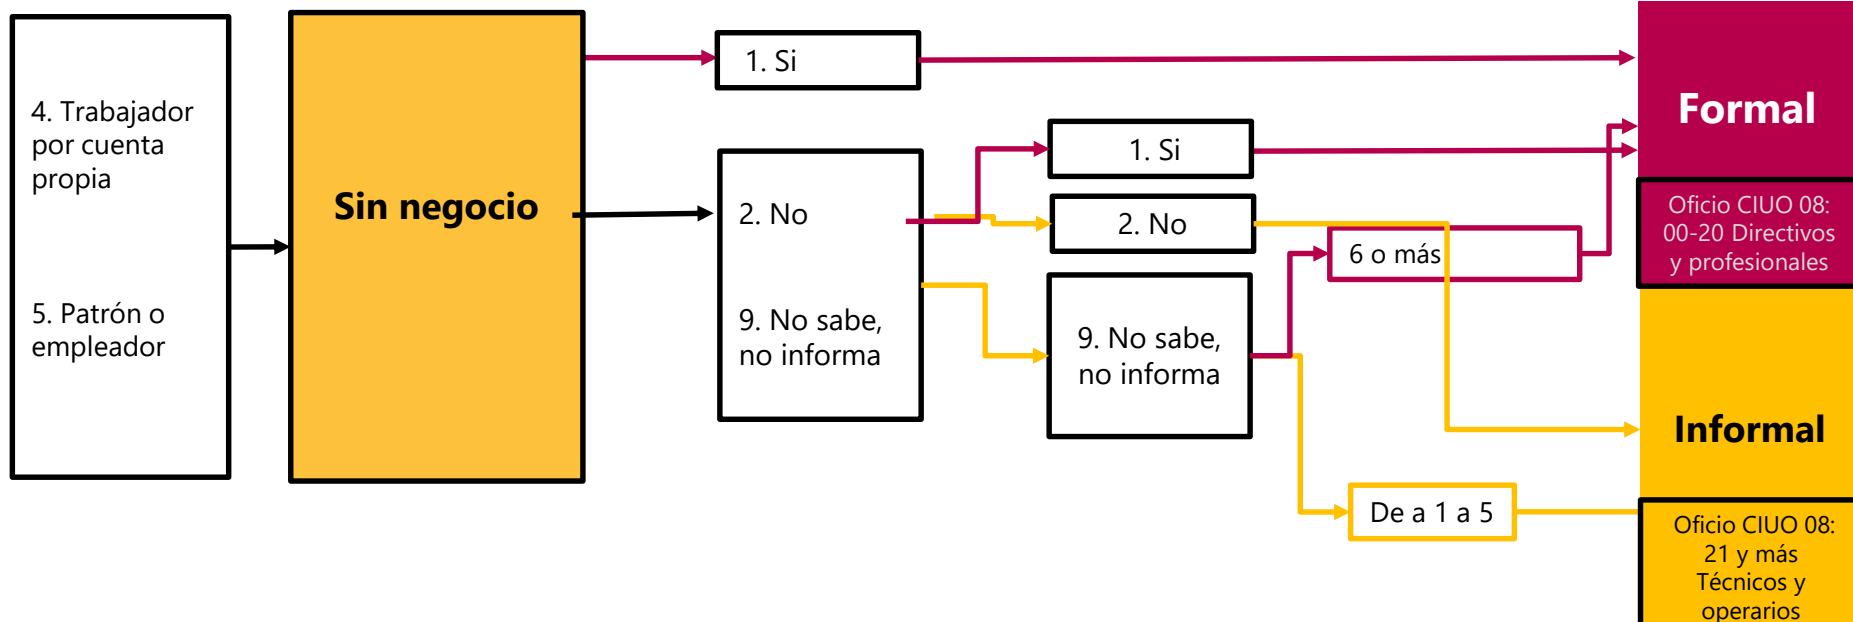 4. Trabajador
por cuenta
propia
5. Patrón o
empleador
Sin negocio
1. Si
2. No
9. No sabe,
no informa
1. Si
2. No
9. No sabe,
no informa
6 o más
De a 1 a 5
Formal
Oficio CIUO 08:
00-20 Directivos
y profesionales
Informal
Oficio CIUO 08:
21 y más
Técnicos y
operarios